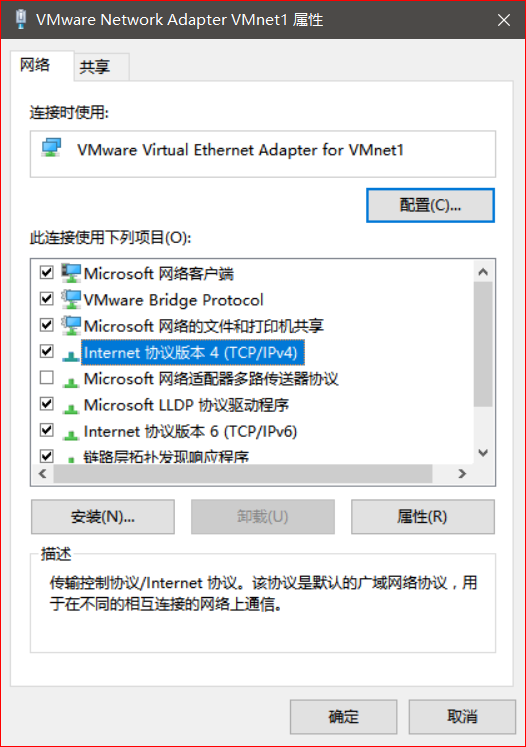 VMware Network Adapter VMnet1 属性
网络
共享
连接时使用:
VMware Virtual Ethernet Adapter for VMnet1
配置(C)...
此连接使用下列项目(O):
Microsoft 网络客户端
VMware Bridge Protocol
Microsoft 网络的文件和打印机共享
Internet 协议版本 4 (TCP/IPv4)
Microsoft 网络适配器多路传送器协议
Microsoft LLDP 协议驱动程序
Internet 协议版本 6 (TCP/IPv6)
链路层拓扑发现响应程序
安装(N)...
卸载(U)
属性(R)
描述
传输控制协议/Internet 协议。该协议是默认的广域网络协议，用
于在不同的相互连接的网络上通信。
确定
取消